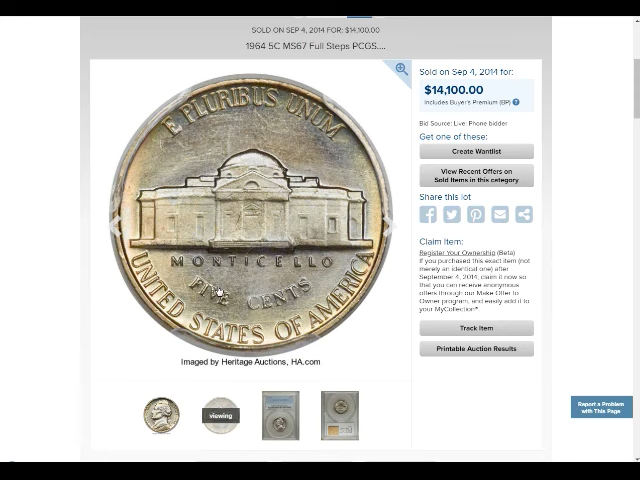 SOLD ON SEP 4, 2014 FOR: $14,100.00
1964 5C MS67 Full Steps PCGS....
E PLURIBUS UNUM
MONTICELLO
FIVE CENTS
UNITED STATES OF AMERICA
Imaged by Heritage Auctions, HA.com
viewing
Sold on Sep 4, 2014 for:
$14,100.00
Includes Buyer's Premium (BP) ?
Bid Source: Live: Phone bidder
Get one of these:
Create Wantlist
View Recent Offers on
Sold Items in this category
Share this lot
Claim Item:
Register Your Ownership (Beta)
If you purchased this exact item (not
merely an identical one) after
September 4, 2014, claim it now so
that you can receive anonymous
offers through our Make Offer to
Owner program, and easily add it to
your MyCollection®.
Track Item
Printable Auction Results
Report a Problem
with This Page